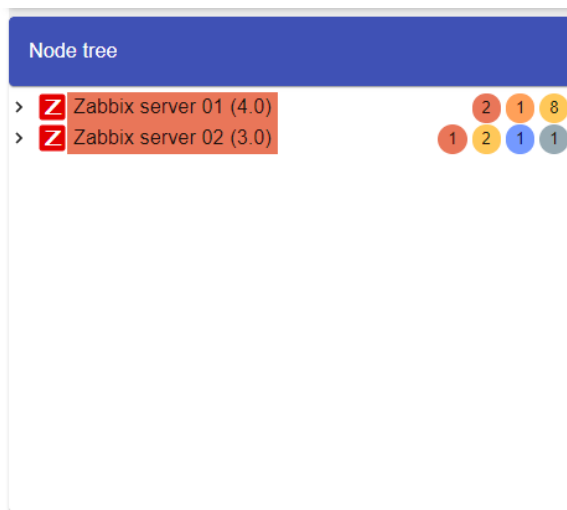 Node tree
Z Zabbix server 01 (4.0) 2 1 8
Z Zabbix server 02 (3.0) 1 2 1 1